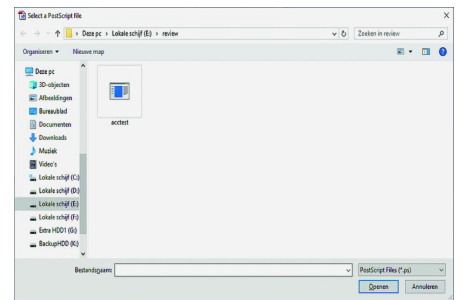 Select a PostScript file
Deze pc › Lokale schijf (E:) › review
Zoeken in review
Organiseren
Nieuwe map
Deze pc
3D-objecten
Afbeeldingen
Bureaublad
Documenten
Downloads
Muziek
Video's
Lokale schijf (C:)
Lokale schijf (D:)
Lokale schijf (E:)
Lokale schijf (F:)
Extra HDD1 (G:)
BackupHDD (K:)
acctest
Bestandsnaam:
PostScript Files (*.ps)
Openen
Annuleren